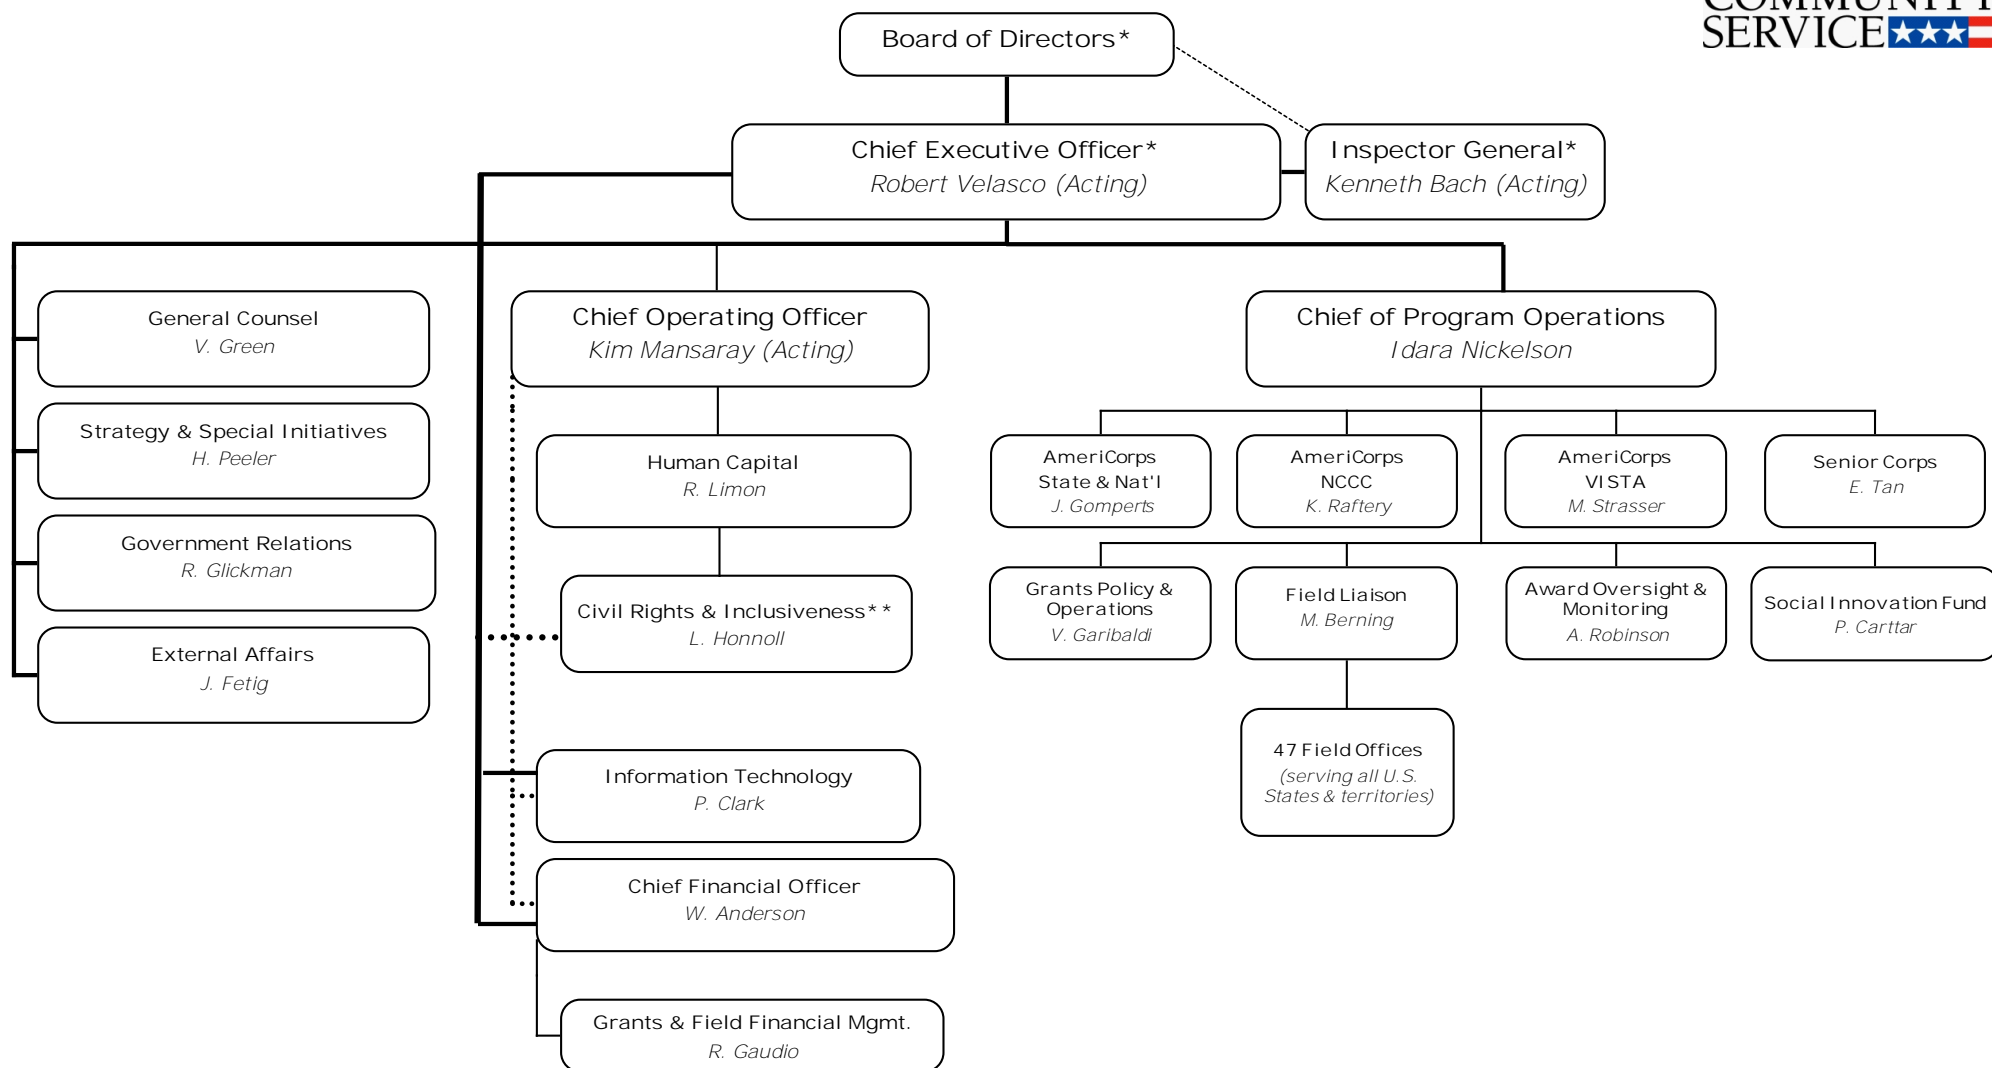 COMMUNITY
SERVICE
Board of Directors*
Chief Executive Officer*
Robert Velasco (Acting)
Inspector General*
Kenneth Bach (Acting)
General Counsel
V. Green
Strategy & Special Initiatives
H. Peeler
Government Relations
R. Glickman
External Affairs
J. Fetig
Chief Operating Officer
Kim Mansaray (Acting)
Human Capital
R. Limon
Civil Rights & Inclusiveness**
L. Honnoll
Information Technology
P. Clark
Chief Financial Officer
W. Anderson
Grants & Field Financial Mgmt.
R. Gaudio
Chief of Program Operations
Idara Nickelson
AmeriCorps
State & Nat'l
J. Gomperts
AmeriCorps
NCCC
K. Raftery
AmeriCorps
VISTA
M. Strasser
Senior Corps
E. Tan
Grants Policy &
Operations
V. Garibaldi
Field Liaison
M. Berning
Award Oversight &
Monitoring
A. Robinson
Social Innovation Fund
P. Carttar
47 Field Offices
(serving all U.S.
States & territories)